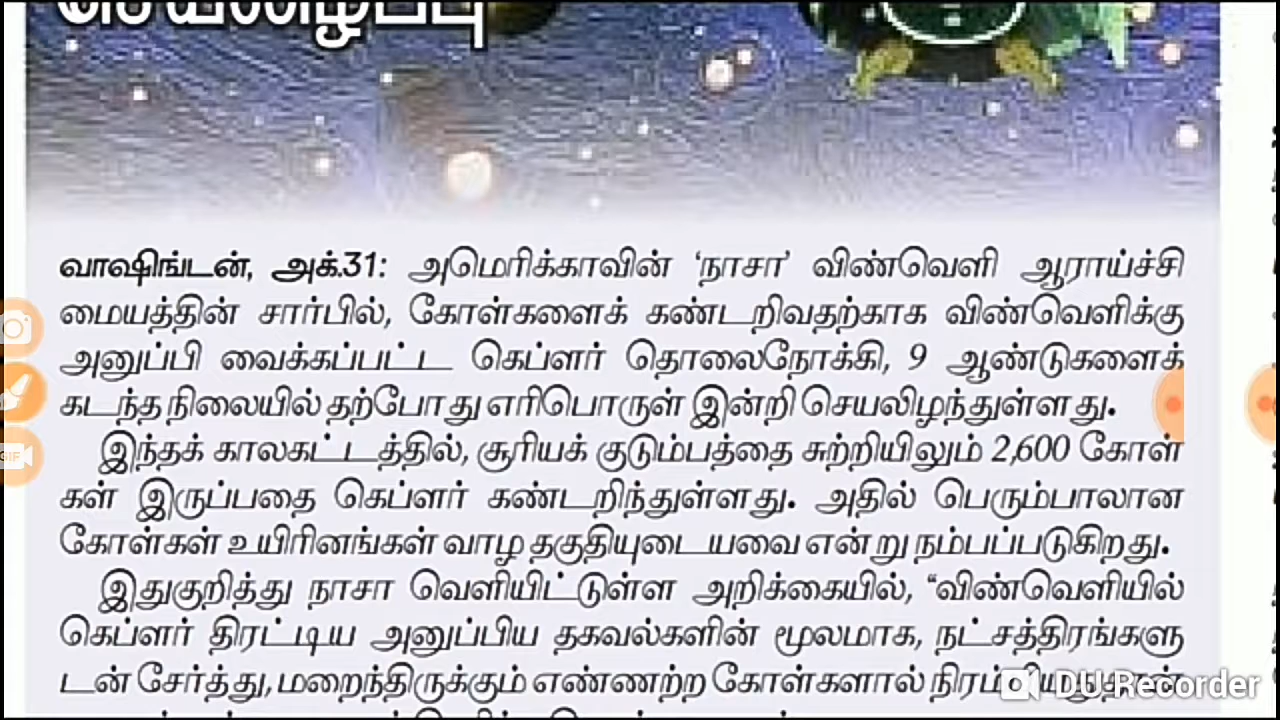 செயலிழப்பு
வாஷிங்டன், அக்.31: அமெரிக்காவின் ‘நாசா’ விண்வெளி ஆராய்ச்சி
மையத்தின் சார்பில், கோள்களைக் கண்டறிவதற்காக விண்வெளிக்கு
அனுப்பி வைக்கப்பட்ட கெப்ளர் தொலைநோக்கி, 9 ஆண்டுகளைக்
கடந்த நிலையில் தற்போது எரிபொருள் இன்றி செயலிழந்துள்ளது.
இந்தக் காலகட்டத்தில், சூரியக் குடும்பத்தை சுற்றியிலும் 2,600 கோள்
கள் இருப்பதை கெப்ளர் கண்டறிந்துள்ளது. அதில் பெரும்பாலான
கோள்கள் உயிரினங்கள் வாழ தகுதியுடையவை என்று நம்பப்படுகிறது.
இதுகுறித்து நாசா வெளியிட்டுள்ள அறிக்கையில், “விண்வெளியில்
கெப்ளர் திரட்டிய அனுப்பிய தகவல்களின் மூலமாக, நட்சத்திரங்களு
டன் சேர்த்து, மறைந்திருக்கும் எண்ணற்ற கோள்களால்
DU Recorder
GIF